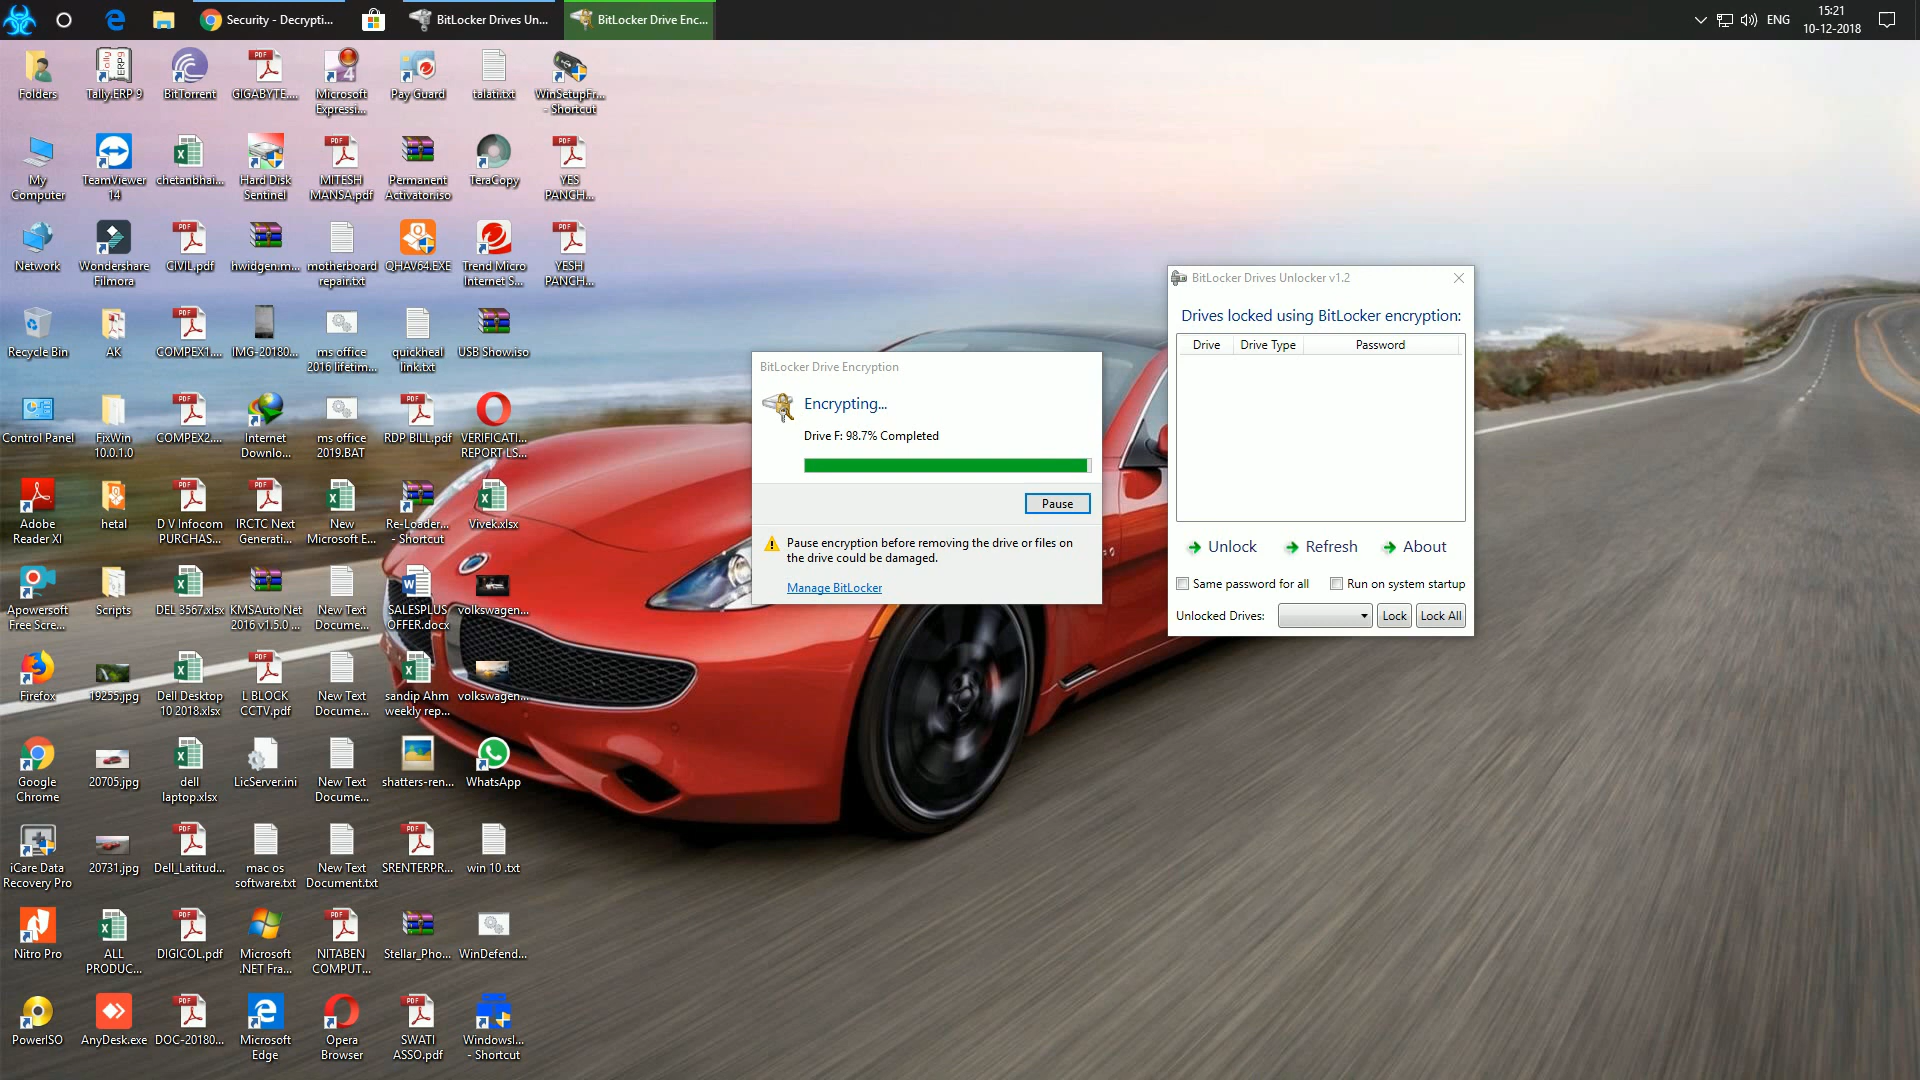 Security - Decrypti...
BitLocker Drives Un...
BitLocker Drive Enc...
ENG
15:21
10-12-2018
Folders
Tally.ERP 9
BitTorrent
GIGABYTE....
Microsoft
Expressi...
Pay Guard
talati.txt
WinSetupFr...
- Shortcut
My
Computer
TeamViewer
14
chetanbhai...
Hard Disk
Sentinel
MITESH
MANSA.pdf
Permanent
Activator.iso
TeraCopy
YES
PANCH...
Network
Wondershare
Filmora
CIVIL.pdf
hwidgen.m...
motherboard
repair.txt
QHAV64.EXE
Trend Micro
Internet S...
YESH
PANCH...
Recycle Bin
AK
COMPEX1....
IMG-20180...
ms office
2016 lifetim...
quickheal
link.txt
USB Show.iso
Control Panel
FixWin
10.0.1.0
COMPEX2....
Internet
Downlo...
ms office
2019.BAT
RDP BILL.pdf
VERIFICATI...
REPORT LS...
Adobe
Reader XI
hetal
D V Infocom
PURCHAS...
IRCTC Next
Generati...
New
Microsoft E...
Re-Loader...
- Shortcut
Vivek.xlsx
Apowersoft
Free Scre...
Scripts
DEL 3567.xlsx
KMSAuto Net
2016 v1.5.0 ...
New Text
Docume...
SALESPLUS
OFFER.docx
volkswagen...
Firefox
19255.jpg
Dell Desktop
10 2018.xlsx
L BLOCK
CCTV.pdf
New Text
Docume...
sandip Ahm
weekly rep...
volkswagen...
Google
Chrome
20705.jpg
dell
laptop.xlsx
LicServer.ini
New Text
Docume...
shatters-ren...
WhatsApp
iCare Data
Recovery Pro
20731.jpg
Dell_Latitud...
mac os
software.txt
New Text
Document.txt
SRENTERPR...
win 10 .txt
Nitro Pro
ALL
PRODUC...
DIGICOL.pdf
Microsoft
.NET Fra...
NITABEN
COMPUT...
Stellar_Pho...
WinDefend...
PowerISO
AnyDesk.exe
DOC-20180...
Microsoft
Edge
Opera
Browser
SWATI
ASSO.pdf
WindowsI...
- Shortcut
BitLocker Drive Encryption
Encrypting...
Drive F: 98.7% Completed
Pause
Pause encryption before removing the drive or files on
the drive could be damaged.
Manage BitLocker
BitLocker Drives Unlocker v1.2
Drives locked using BitLocker encryption:
Drive Drive Type Password
Unlock Refresh About
Same password for all Run on system startup
Unlocked Drives: Lock Lock All